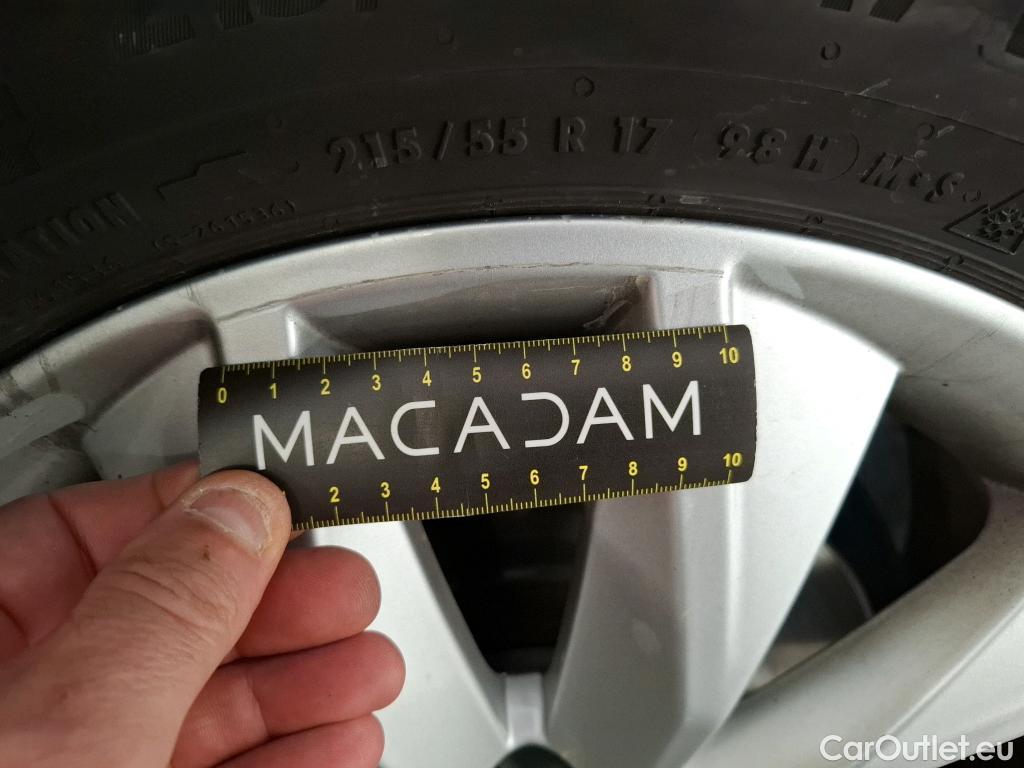 215/55 R 17 (98 H) M+S
(S-261536)
0 1 2 3 4 5 6 7 8 9 10
MACADAM
2 3 4 5 6 7 8 9 10
CarOutlet.eu